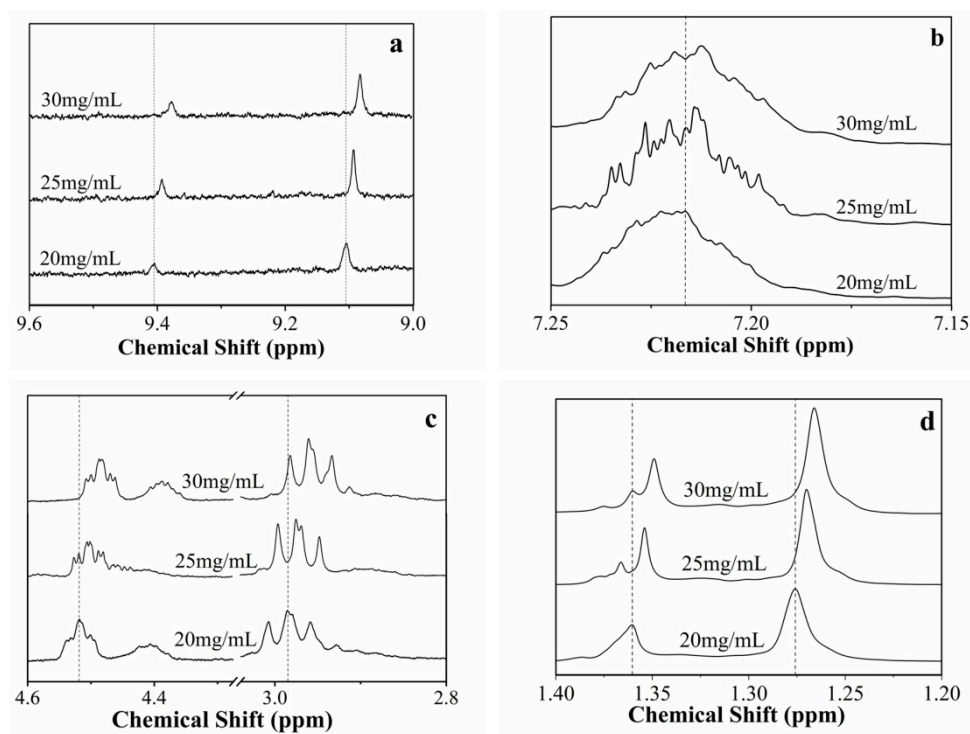 a
30mg/mL
25mg/mL
20mg/mL
9.6 9.4 9.2 9.0
Chemical Shift (ppm)
b
30mg/mL
25mg/mL
20mg/mL
7.25 7.20 7.15
Chemical Shift (ppm)
c
30mg/mL
25mg/mL
20mg/mL
4.6 4.4 3.0 2.8
Chemical Shift (ppm)
d
30mg/mL
25mg/mL
20mg/mL
1.40 1.35 1.30 1.25 1.20
Chemical Shift (ppm)